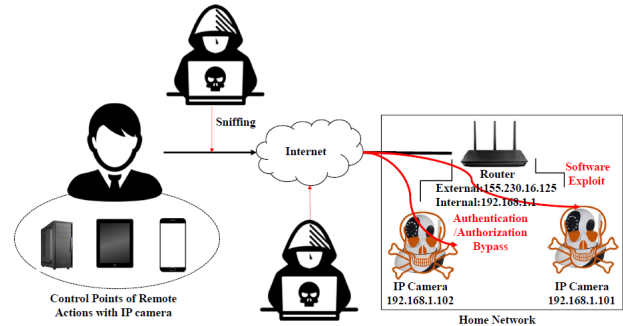 Sniffing
Internet
Router
External:155.230.16.125
Internal:192.168.1.1
Software
Exploit
Authentication
/Authorization
Bypass
IP Camera
192.168.1.102
IP Camera
192.168.1.101
Control Points of Remote
Actions with IP camera
Home Network